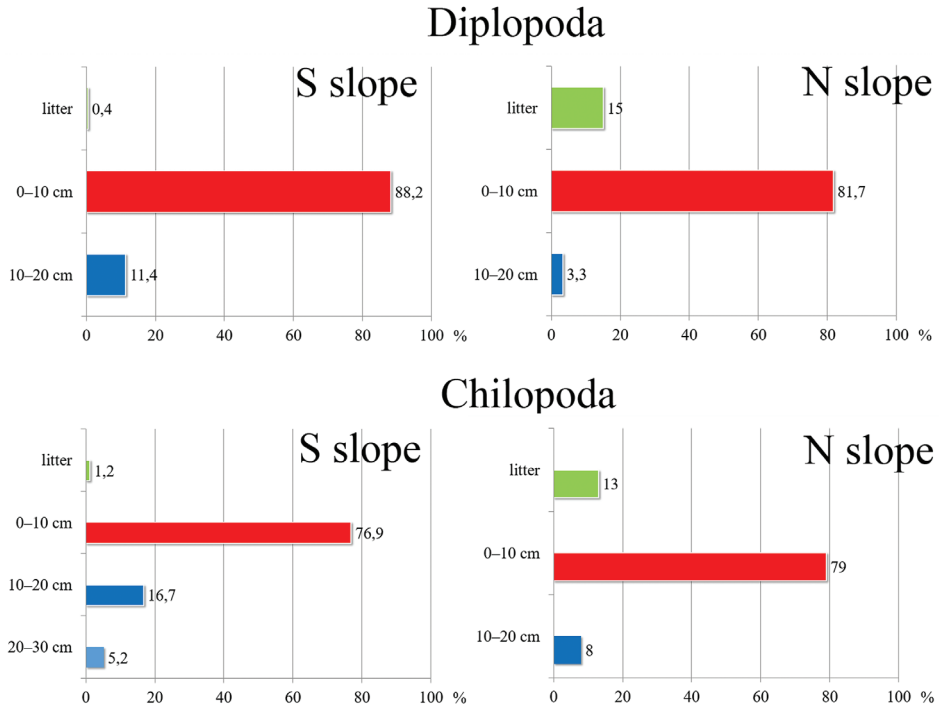 Diplopoda
S slope
litter
0,4
0–10 cm
88,2
10–20 cm
11,4
0 20 40 60 80 100 %
N slope
litter
15
0–10 cm
81,7
10–20 cm
3,3
0 20 40 60 80 100 %
Chilopoda
S slope
litter
1,2
0–10 cm
76,9
10–20 cm
16,7
20–30 cm
5,2
0 20 40 60 80 100 %
N slope
litter
13
0–10 cm
79
10–20 cm
8
0 20 40 60 80 100 %